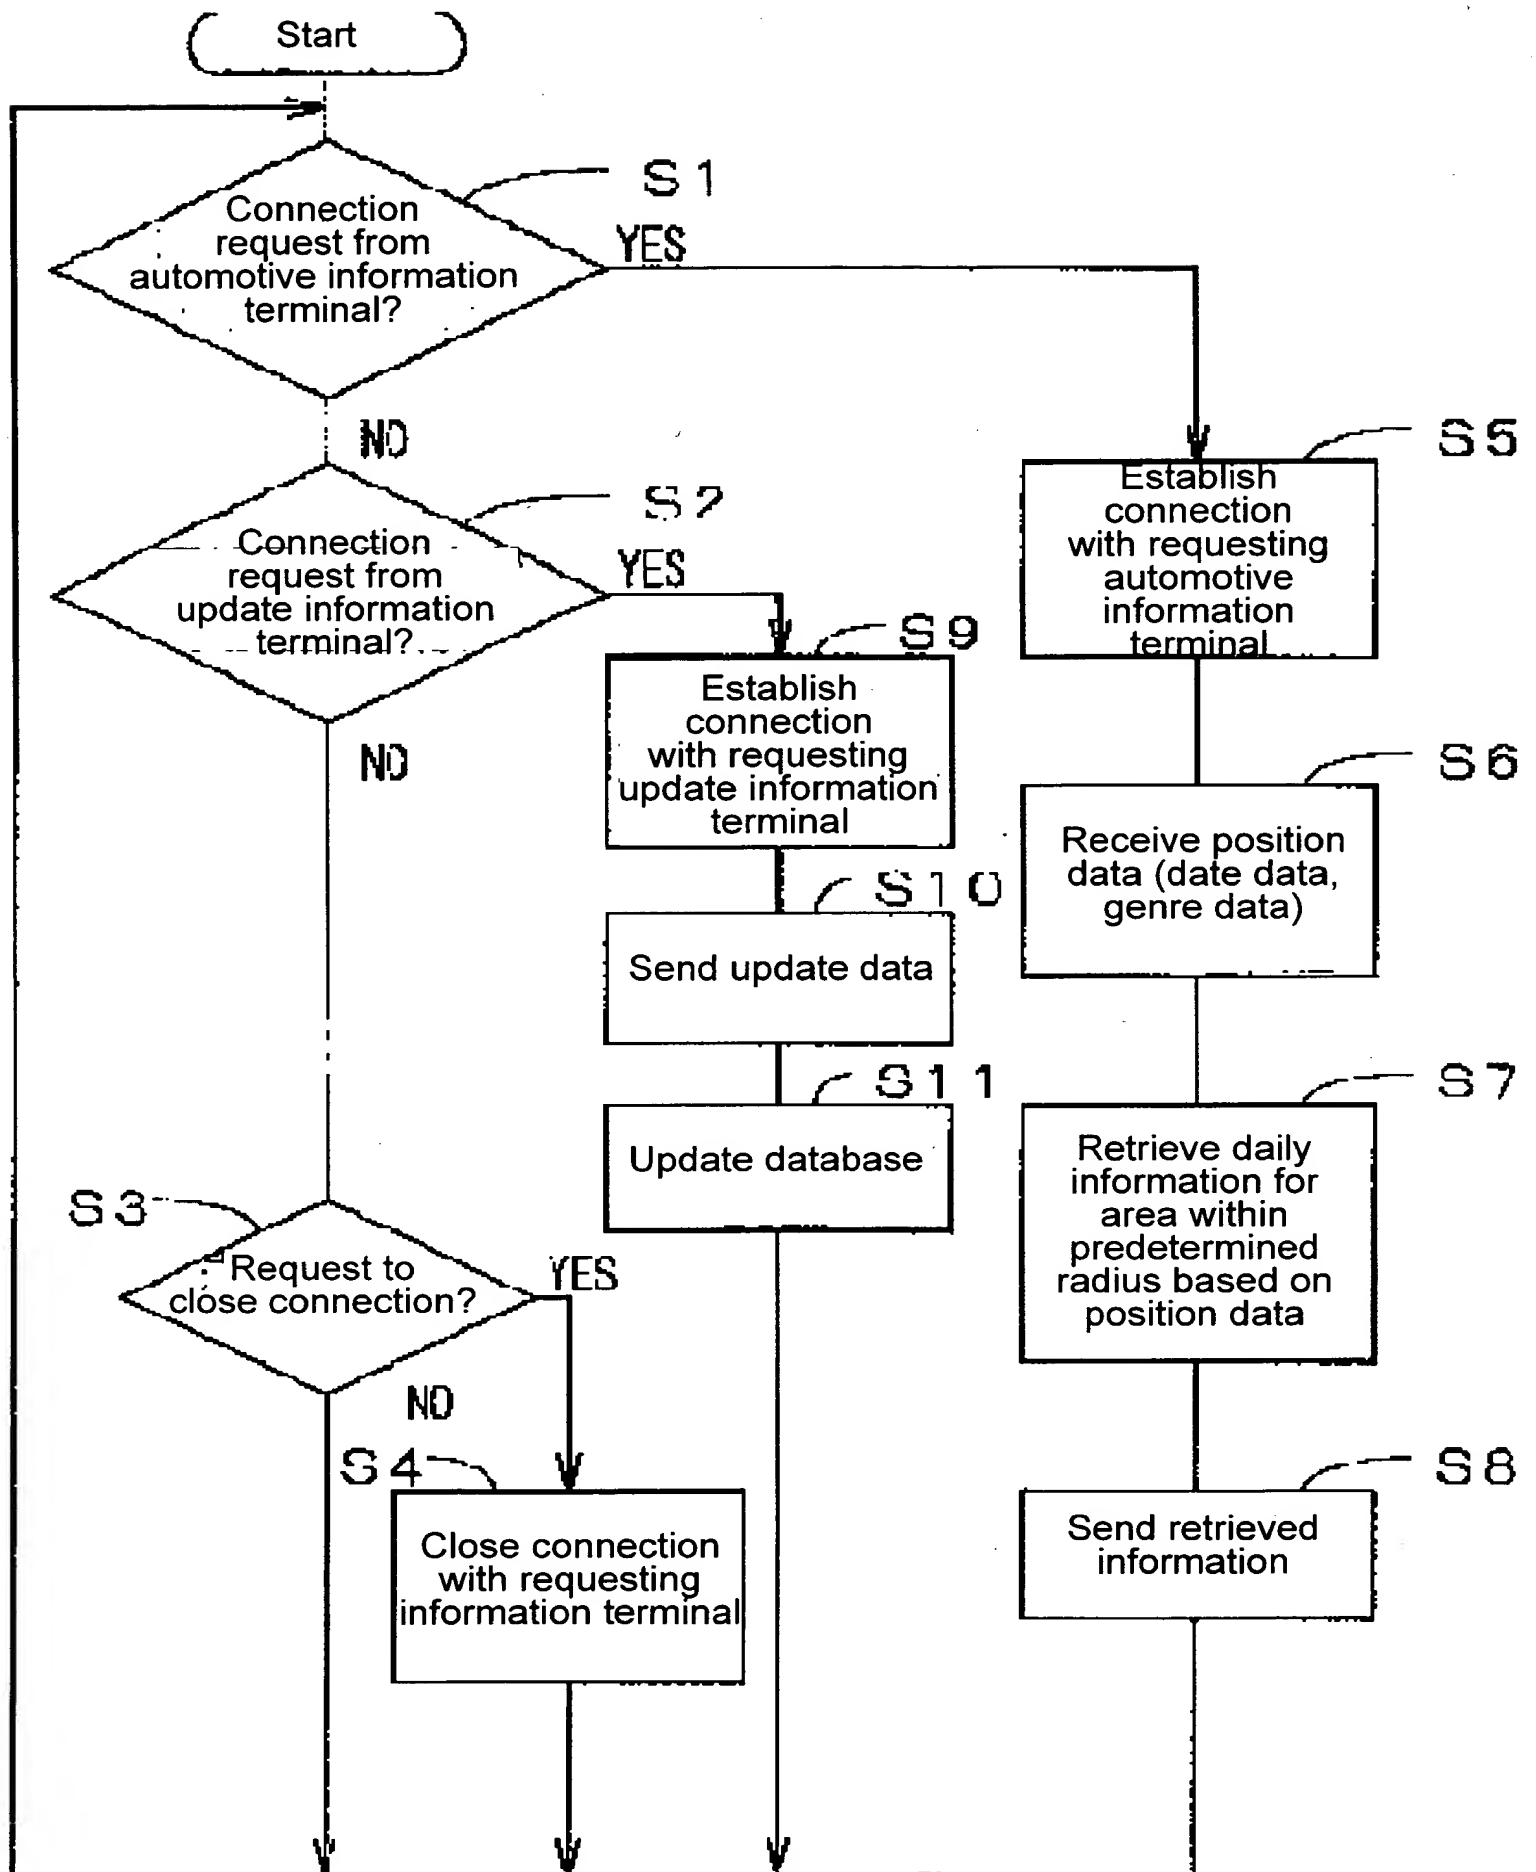 Start
S1
Connection
request from
automotive information
terminal?
YES
NO
S2
Connection
request from
update information
terminal?
YES
NO
S5
Establish
connection
with requesting
automotive
information
terminal
S9
Establish
connection
with requesting
update information
terminal
S6
Receive position
data (date data,
genre data)
S10
Send update data
S11
Update database
S7
Retrieve daily
information for
area within
predetermined
radius based on
position data
S3
Request to
close connection?
YES
NO
S4
Close connection
with requesting
information terminal
S8
Send retrieved
information